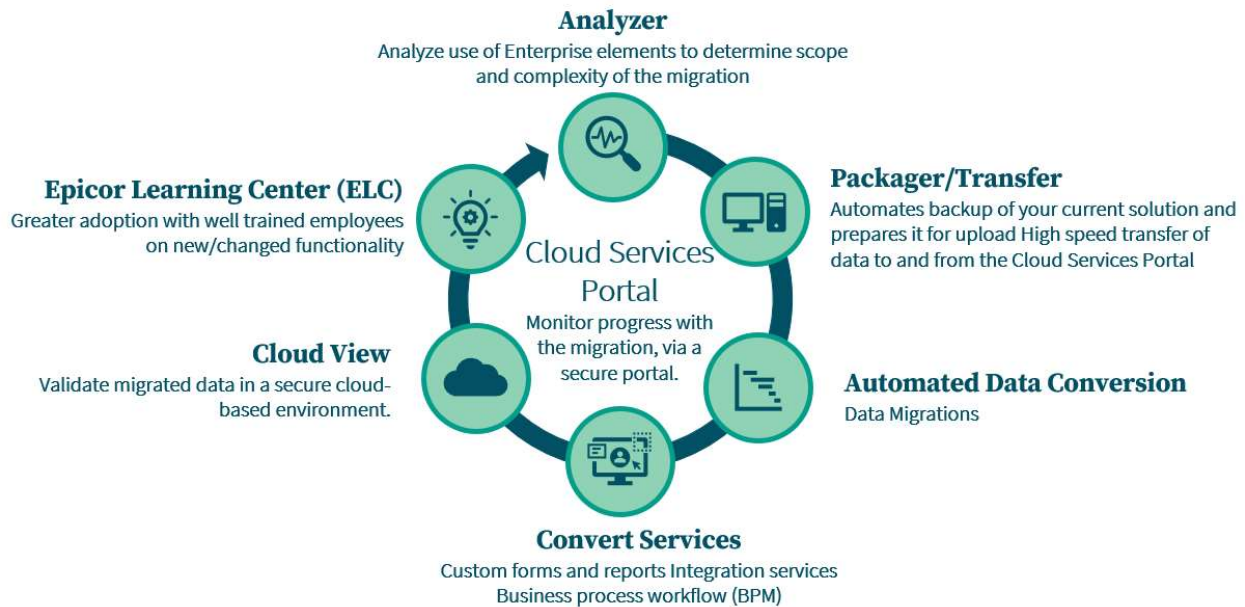 Analyzer
Analyze use of Enterprise elements to determine scope
and complexity of the migration
Packager/Transfer
Automates backup of your current solution and
prepares it for upload High speed transfer of
data to and from the Cloud Services Portal
Automated Data Conversion
Data Migrations
Convert Services
Custom forms and reports Integration services
Business process workflow (BPM)
Cloud View
Validate migrated data in a secure cloud-
based environment.
Epicor Learning Center (ELC)
Greater adoption with well trained employees
on new/changed functionality
Cloud Services
Portal
Monitor progress with
the migration, via a
secure portal.